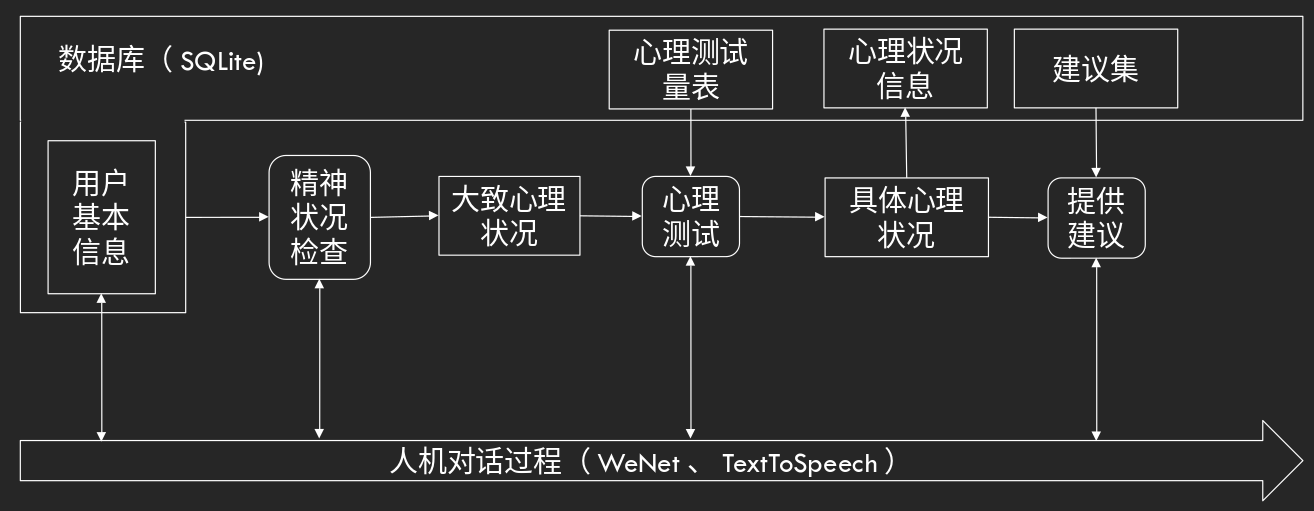 数据库（ SQLite)
心理测试
量表
心理状况
信息
建议集
用户
基本
信息
精神
状况
检查
大致心理
状况
心理
测试
具体心理
状况
提供
建议
人机对话过程（ WeNet 、 TextToSpeech ）